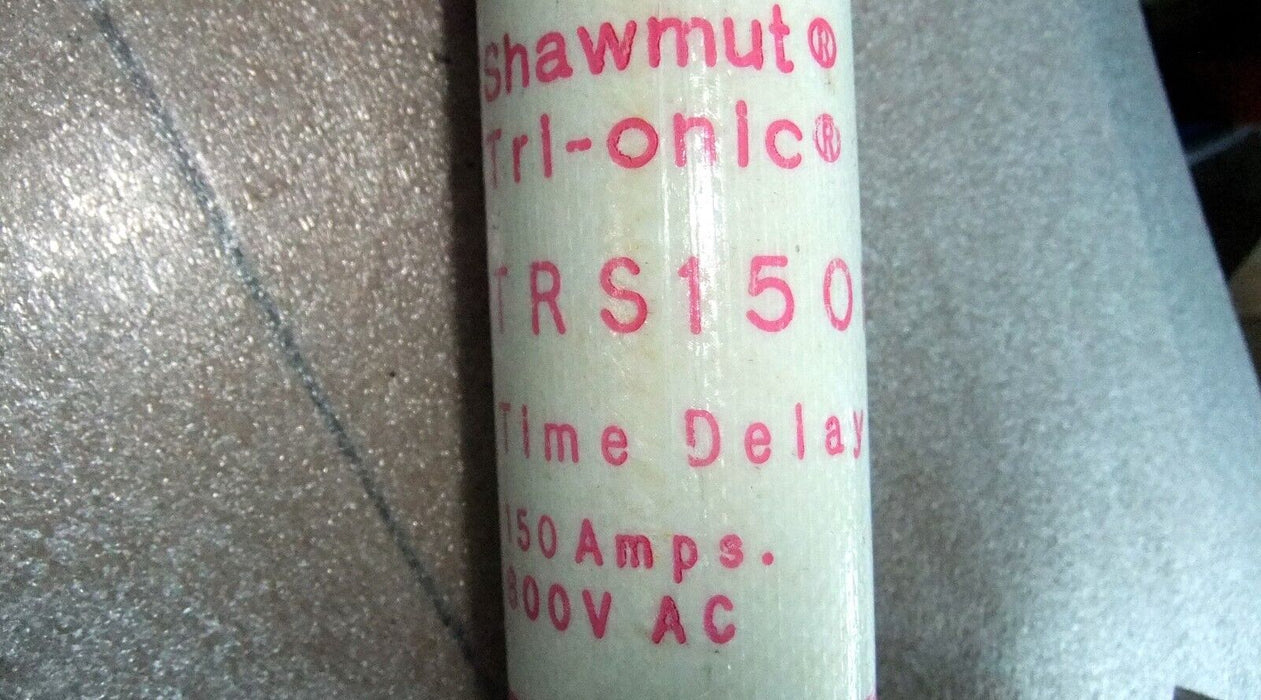 Shawmut®
Tri-onic®
TRS150
Time Delay
150 Amps.
600V AC